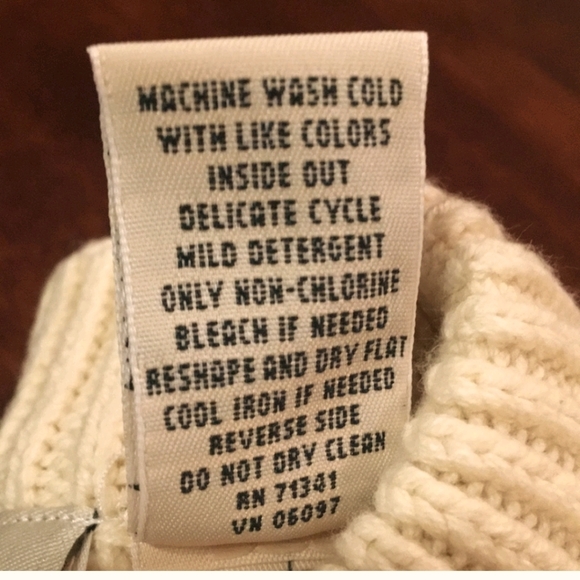 MACHINE WASH COLD
WITH LIKE COLORS
INSIDE OUT
DELICATE CYCLE
MILD DETERGENT
ONLY NON-CHLORINE
BLEACH IF NEEDED
RESHAPE AND DRY FLAT
COOL IRON IF NEEDED
REVERSE SIDE
DO NOT DRY CLEAN
RN 71341
VN 06097